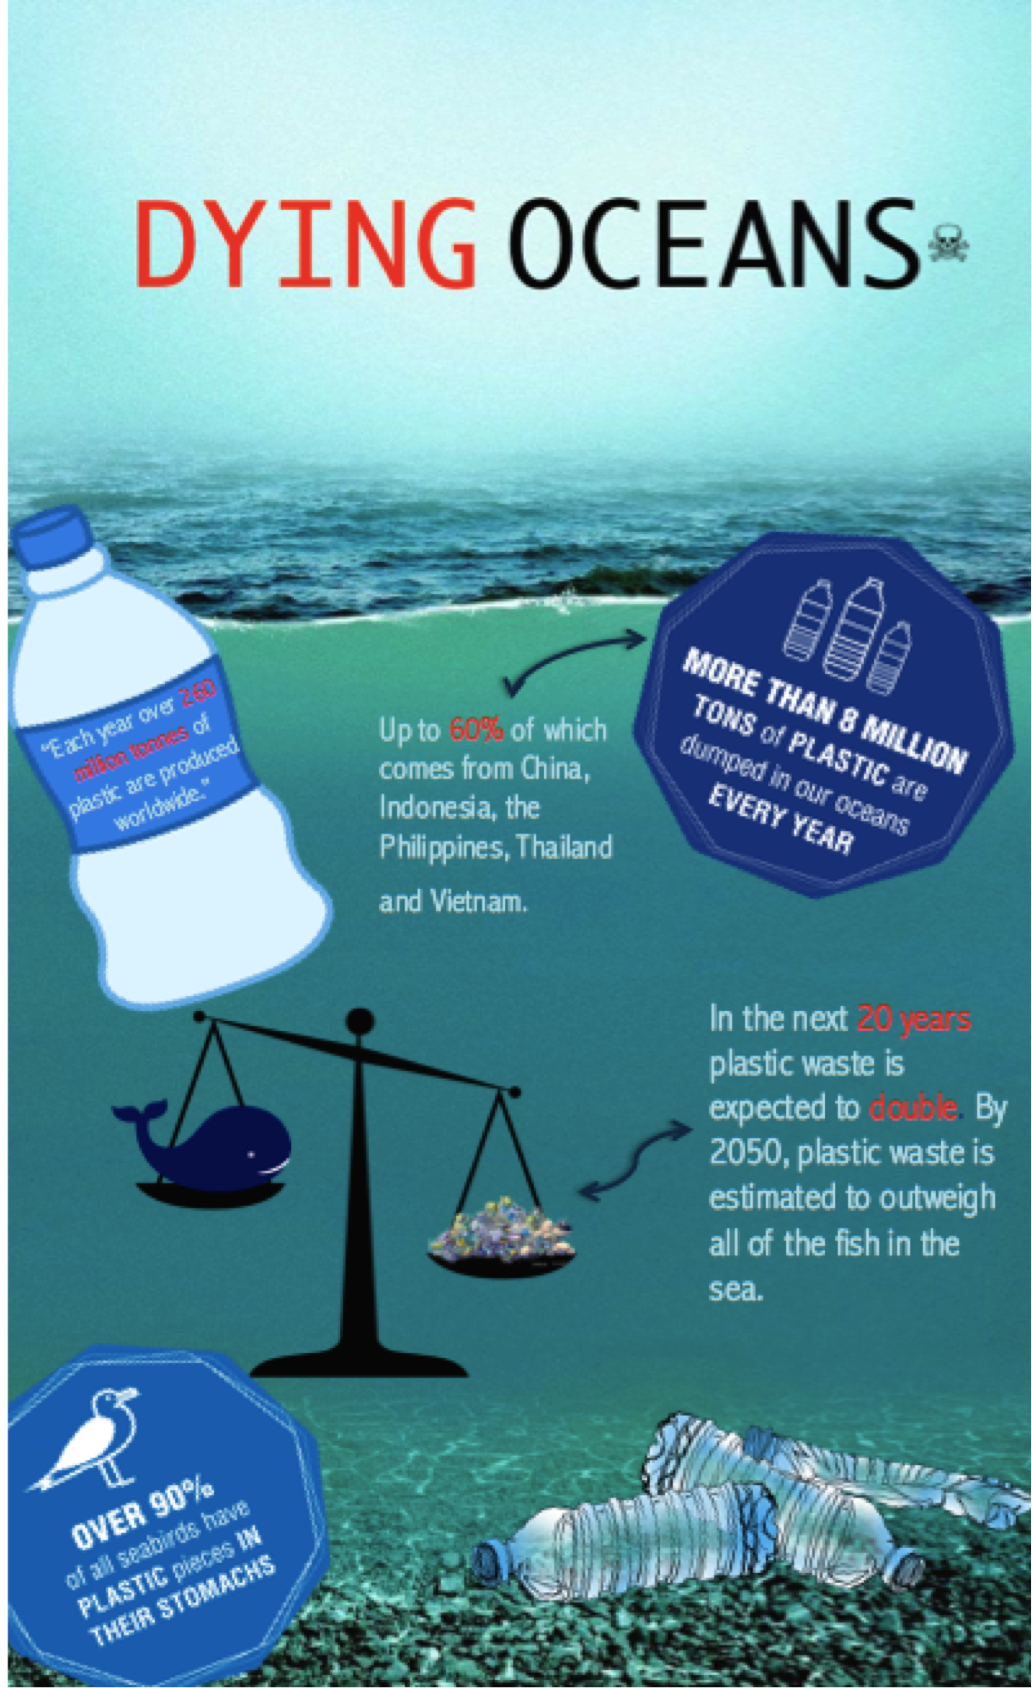 DYING OCEANS☠
"Each year over 260
million tonnes of
plastic are produced
worldwide."
Up to 60% of which
comes from China,
Indonesia, the
Philippines, Thailand
and Vietnam.
MORE THAN 8 MILLION
TONS of PLASTIC are
dumped in our oceans
EVERY YEAR
In the next 20 years
plastic waste is
expected to double. By
2050, plastic waste is
estimated to outweigh
all of the fish in the
sea.
OVER 90%
of all seabirds have
PLASTIC pieces IN
THEIR STOMACHS